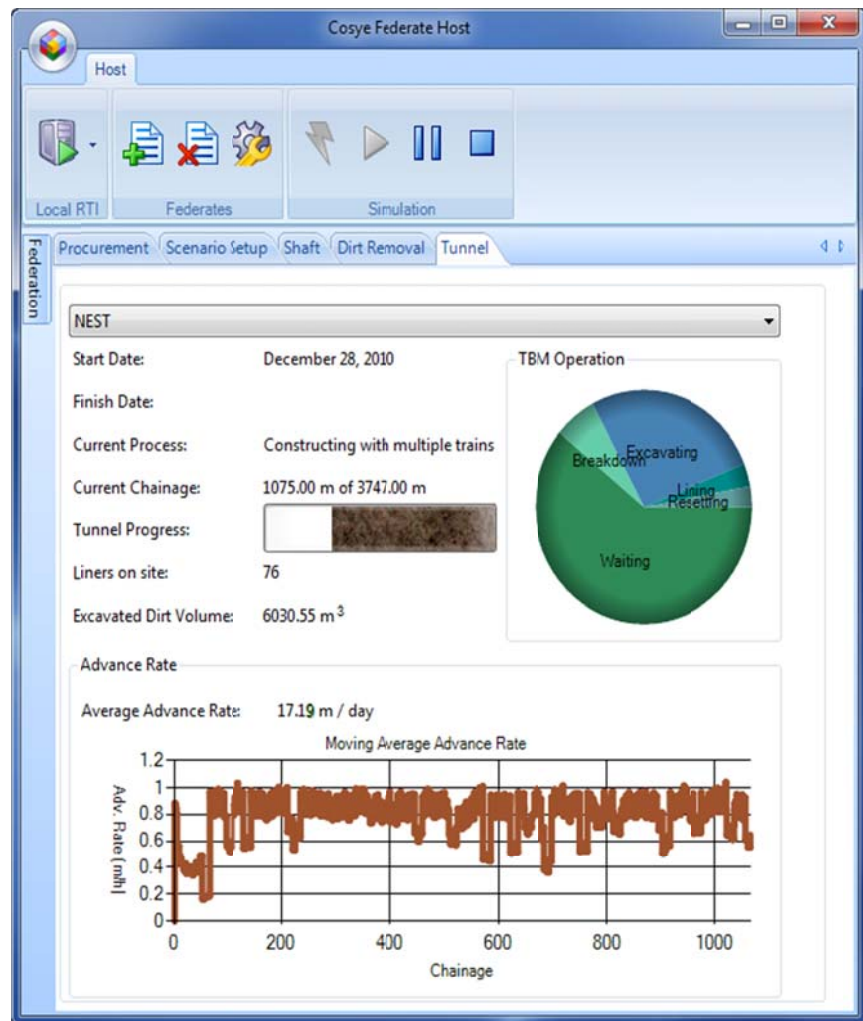 Cosye Federate Host
Host
Local RTI
Federates
Simulation
Federation
Procurement
Scenario Setup
Shaft
Dirt Removal
Tunnel
NEST
Start Date: December 28, 2010
Finish Date:
Current Process: Constructing with multiple trains
Current Chainage: 1075.00 m of 3747.00 m
Tunnel Progress:
Liners on site: 76
Excavated Dirt Volume: 6030.55 m³
TBM Operation
Excavating
Breakdown
Lining
Resetting
Waiting
Advance Rate
Average Advance Rate: 17.19 m / day
Moving Average Advance Rate
Adv. Rate (m/h)
1.2
1
0.8
0.6
0.4
0.2
0
0 200 400 600 800 1000
Chainage